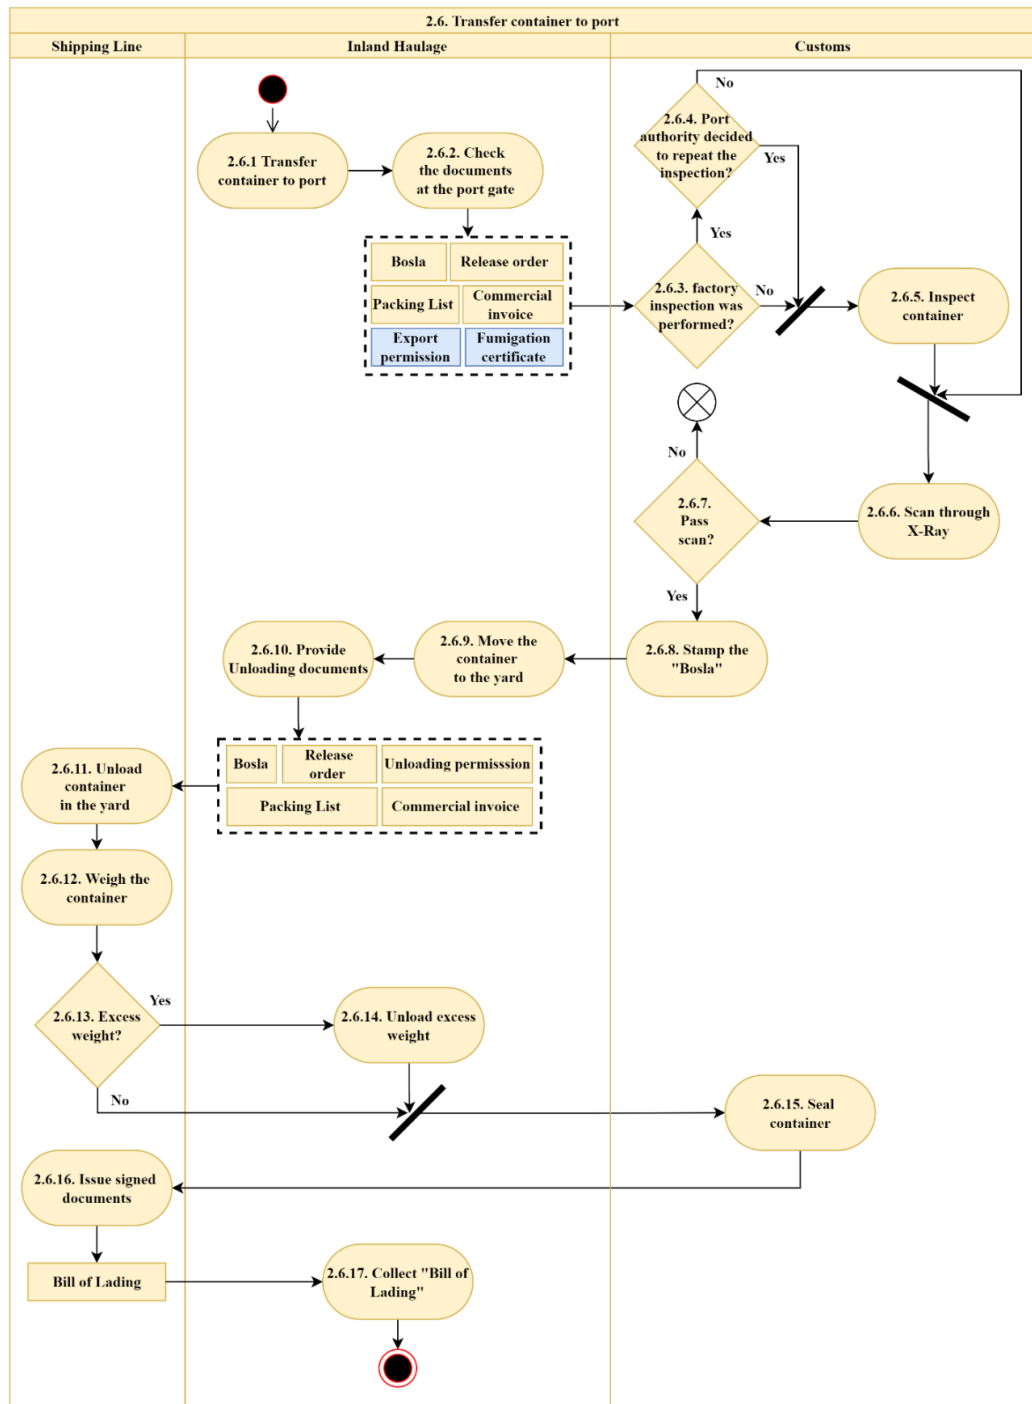 2.6. Transfer container to port
Shipping Line
Inland Haulage
Customs
2.6.1 Transfer
container to port
2.6.2. Check
the documents
at the port gate
2.6.4. Port
authority decided
to repeat the
inspection?
No
Yes
Yes
Bosla
Release order
Packing List
Commercial
invoice
Export
permission
Fumigation
certificate
2.6.3. factory
inspection was
performed?
No
2.6.5. Inspect
container
No
2.6.7.
Pass
scan?
2.6.6. Scan through
X-Ray
Yes
2.6.10. Provide
Unloading documents
2.6.9. Move the
container
to the yard
2.6.8. Stamp the
"Bosla"
2.6.11. Unload
container
in the yard
Bosla
Release
order
Unloading permisssion
Packing List
Commercial invoice
2.6.12. Weigh the
container
2.6.13. Excess
weight?
Yes
2.6.14. Unload excess
weight
No
2.6.15. Seal
container
2.6.16. Issue signed
documents
Bill of Lading
2.6.17. Collect "Bill of
Lading"